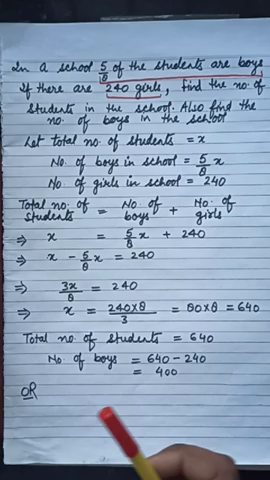 In a school 5/8 of the students are boys
If there are 240 girls, find the no. of
students in the school. Also find the
no. of boys in the school
Let total no. of students = x
No. of boys in school = 5/8 x
No. of girls in school = 240
Total no. of students = No. of boys + No. of girls
⇒ x = 5/8 x + 240
⇒ x - 5/8 x = 240
⇒ 3x/8 = 240
⇒ x = 240×8/3 = 80×8 = 640
Total no. of students = 640
No. of boys = 640 - 240
= 400
OR